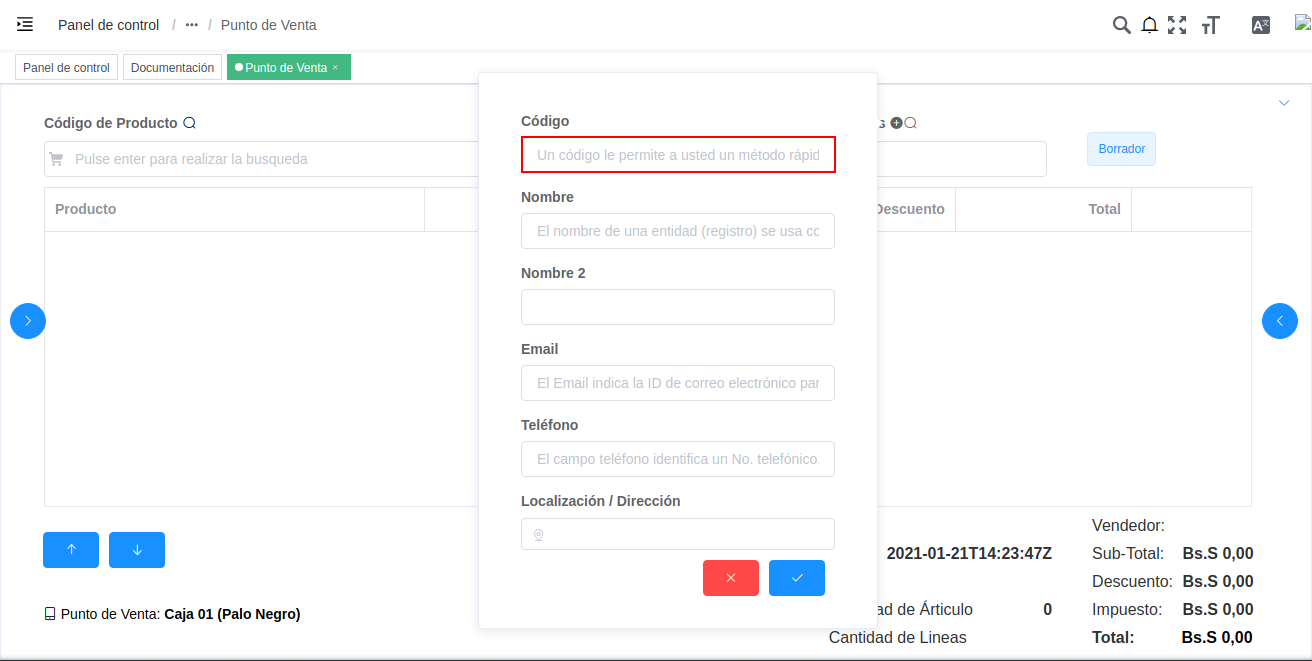 Panel de control / ••• / Punto de Venta
Panel de control
Documentación
Punto de Venta ×
Código de Producto
Pulse enter para realizar la busqueda
Borrador
Producto
Descuento
Total
Código
Un código le permite a usted un método rápid
Nombre
El nombre de una entidad (registro) se usa co
Nombre 2
Email
El Email indica la ID de correo electrónico par
Teléfono
El campo teléfono identifica un No. telefónico
Localización / Dirección
Punto de Venta: Caja 01 (Palo Negro)
2021-01-21T14:23:47Z
ad de Árticulo 0
Cantidad de Lineas
Vendedor:
Sub-Total: Bs.S 0,00
Descuento: Bs.S 0,00
Impuesto: Bs.S 0,00
Total: Bs.S 0,00